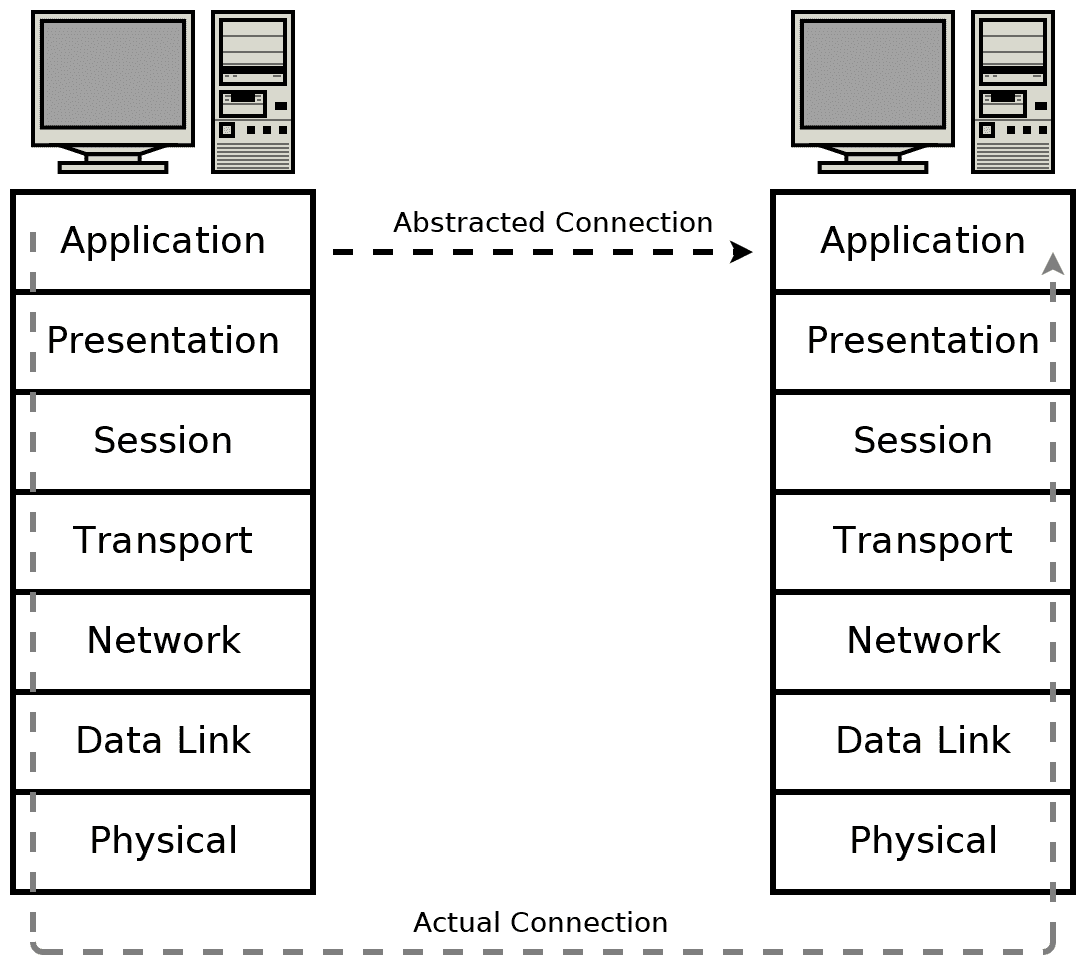 Application
Abstracted Connection
Application
Presentation
Presentation
Session
Session
Transport
Transport
Network
Network
Data Link
Data Link
Physical
Physical
Actual Connection